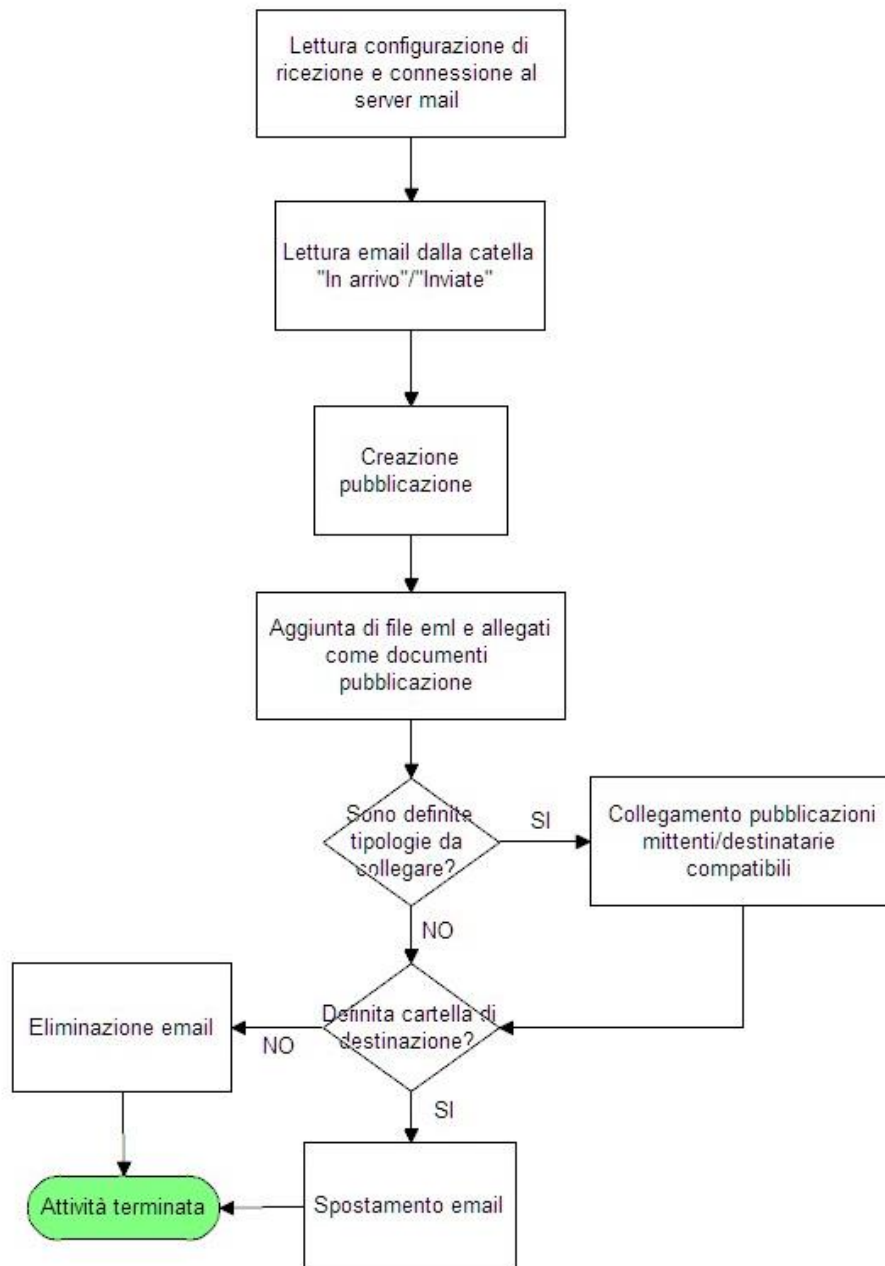 Lettura configurazione di
ricezione e connessione al
server mail
Lettura email dalla catella
"In arrivo"/"Inviate"
Creazione
pubblicazione
Aggiunta di file eml e allegati
come documenti
pubblicazione
Sono definite
tipologie da
collegare?
SI
Collegamento pubblicazioni
mittenti/destinatarie
compatibili
NO
Definita cartella di
destinazione?
NO
Eliminazione email
SI
Spostamento email
Attività terminata